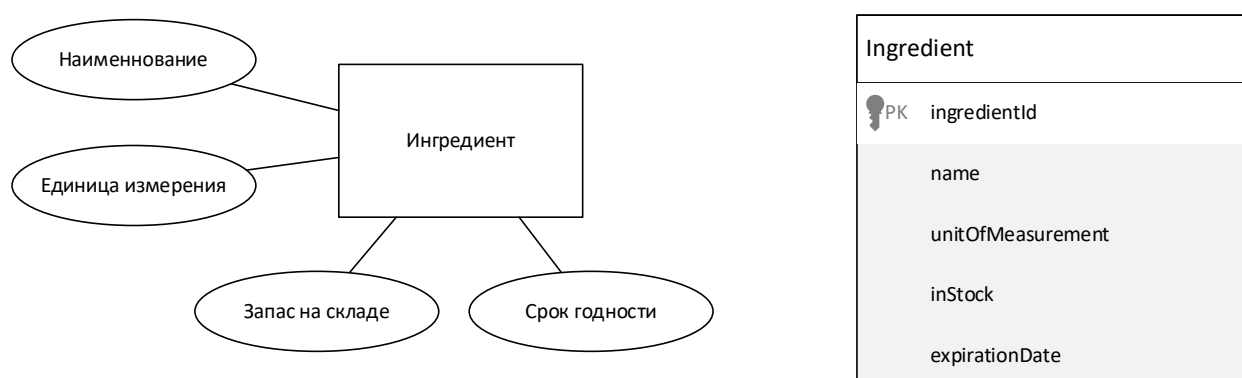 Наименнование
Ингредиент
Единица измерения
Запас на складе
Срок годности
Ingredient
PK ingredientId
name
unitOfMeasurement
inStock
expirationDate